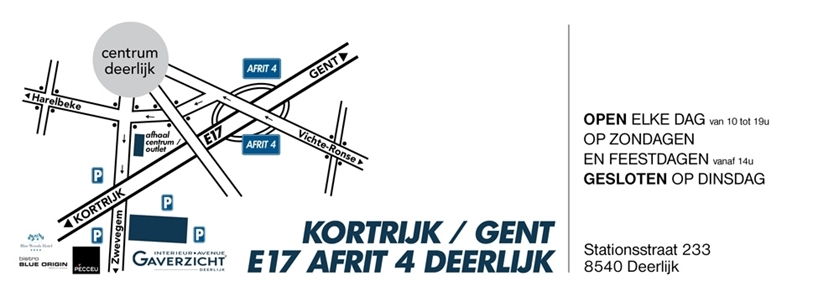 centrum
deerlijk
AFRIT 4
GENT
Harelbeke
afhaal
centrum /
outlet
E17
AFRIT 4
Vichte-Ronse
P
P
P
P
KORTRIJK
Zwevegem
bistro
BLUE ORIGIN
PECCEU
INTERIEUR•AVENUE
GAVERZICHT
DEERLIJK
KORTRIJK / GENT
E17 AFRIT 4 DEERLIJK
OPEN ELKE DAG van 10 tot 19u
OP ZONDAGEN
EN FEESTDAGEN vanaf 14u
GESLOTEN OP DINSDAG
Stationsstraat 233
8540 Deerlijk